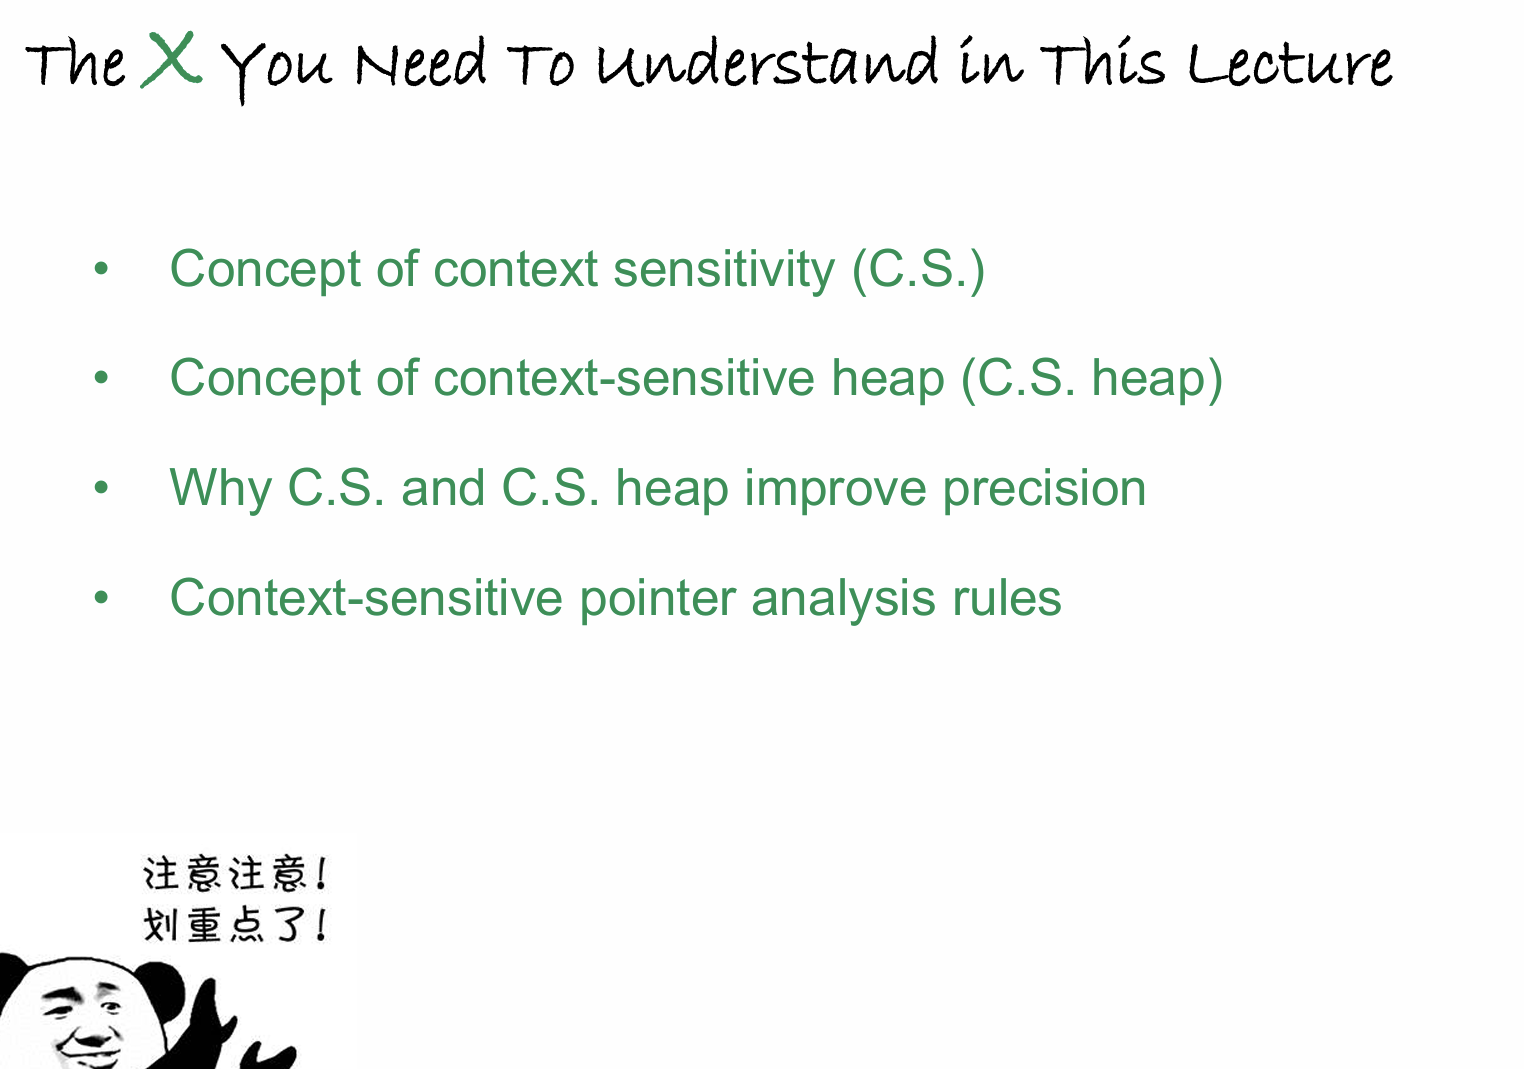 The X You Need To Understand in This Lecture
• Concept of context sensitivity (C.S.)
• Concept of context-sensitive heap (C.S. heap)
• Why C.S. and C.S. heap improve precision
• Context-sensitive pointer analysis rules
注意注意!
划重点了!